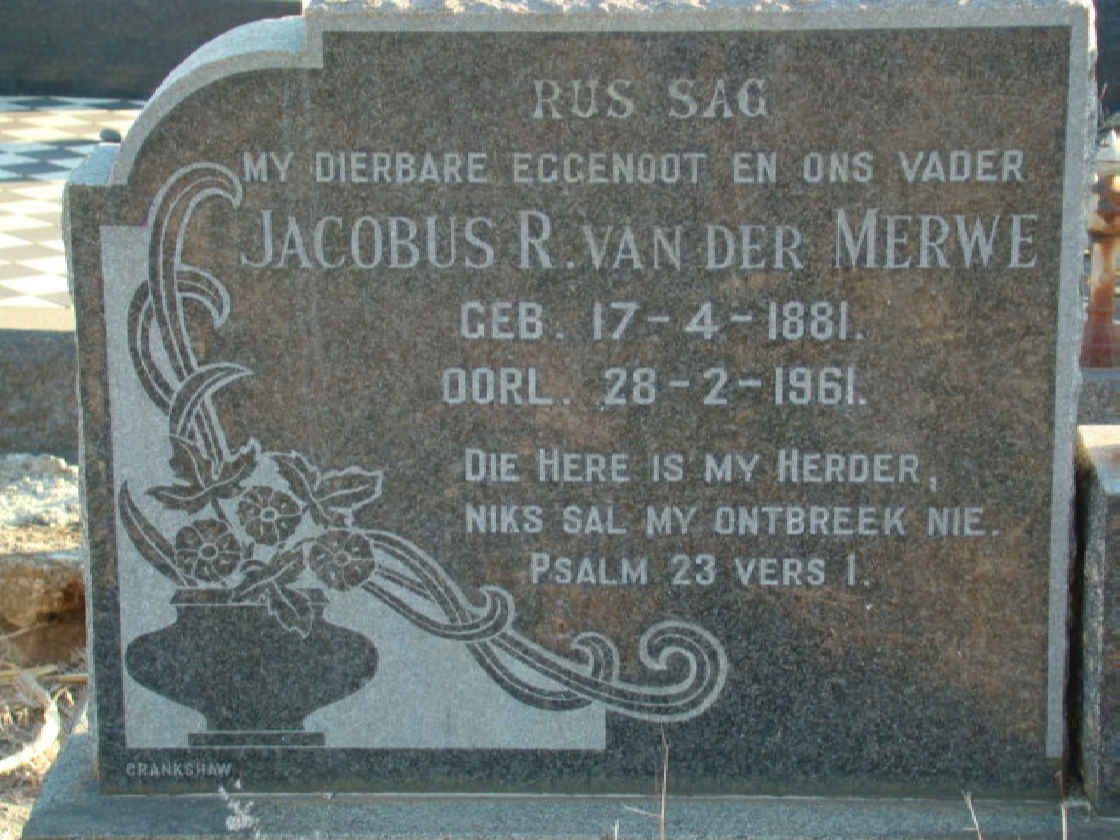 RUS SAG
MY DIERBARE EGGENOOT EN ONS VADER
JACOBUS R. VAN DER MERWE
GEB. 17-4-1881.
OORL. 28-2-1961.
DIE HERE IS MY HERDER,
NIKS SAL MY ONTBREEK NIE.
PSALM 23 VERS 1.
CRANKSHAW